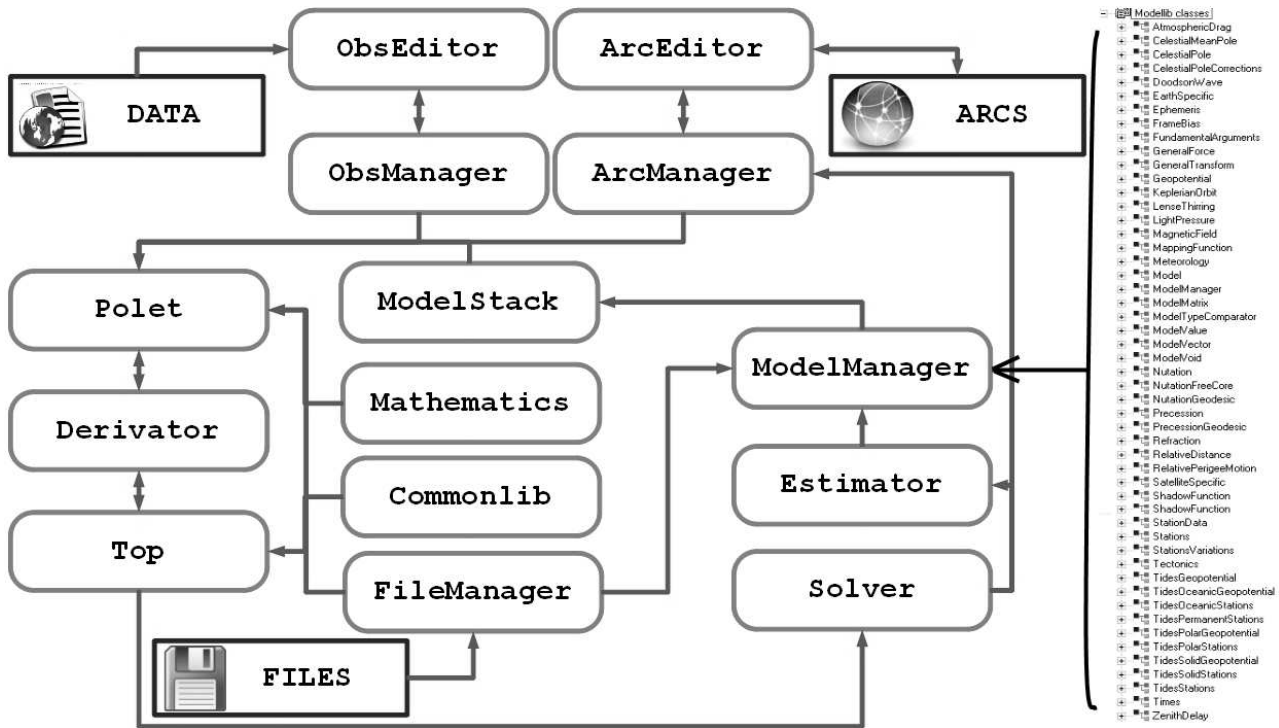 ObsEditor
ArcEditor
DATA
ARCS
ObsManager
ArcManager
Polet
ModelStack
ModelManager
Mathematics
Derivator
Commonlib
Estimator
Top
FileManager
Solver
FILES
Modellib classes
AtmosphericDrag
CelestialMeanPole
CelestialPole
CelestialPoleCorrections
DoodsonWave
EarthSpecific
Ephemeris
FrameBias
FundamentalArguments
GeneralForce
GeneralTransform
Geopotential
KeplerianOrbit
LenseThirring
LightPressure
MagneticField
MappingFunction
Meteorology
Model
ModelManager
ModelMatrix
ModelTypeComparator
ModelValue
ModelVector
ModelVoid
Nutation
NutationFreeCore
NutationGeodesic
Precession
PrecessionGeodesic
Refraction
RelativeDistance
RelativePerigeeMotion
SatelliteSpecific
ShadowFunction
ShadowFunction
StationData
Stations
StationsVariations
Tectonics
TidesGeopotential
TidesOceanicGeopotential
TidesOceanicStations
TidesPermanentStations
TidesPolarGeopotential
TidesPolarStations
TidesSolidGeopotential
TidesSolidStations
TidesStations
Times
ZenithDelay